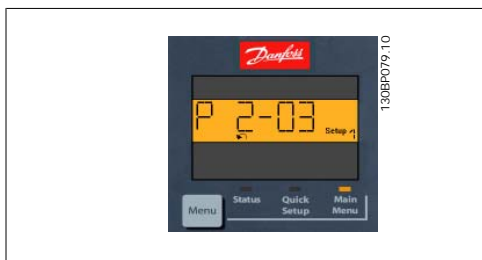 Danfoss
P 2-03
Setup 1
Menu
Status
Quick Setup
Main Menu
130BP079.10